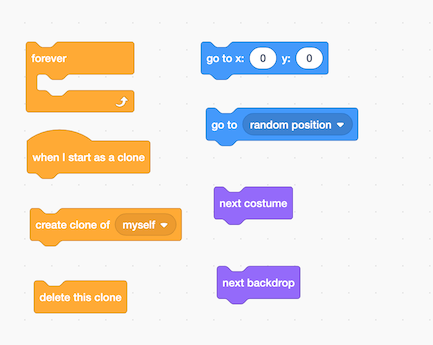 forever
when I start as a clone
create clone of myself
delete this clone
go to x: 0 y: 0
go to random position
next costume
next backdrop